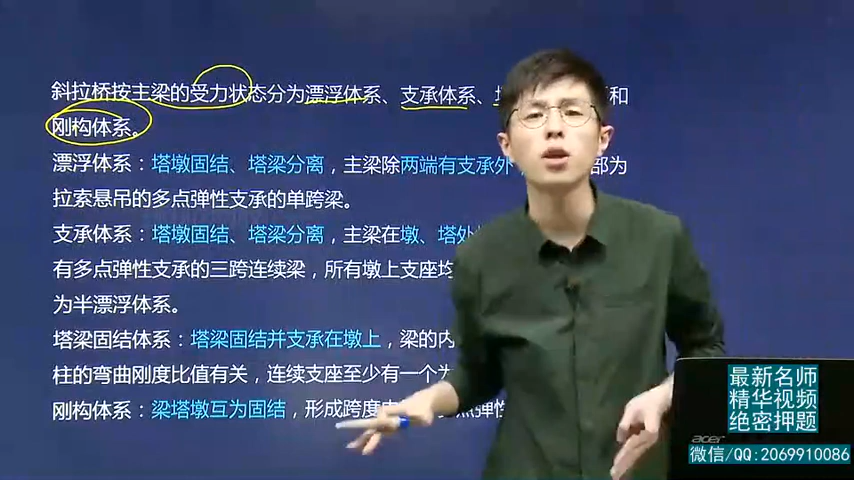 斜拉桥按主梁的受力状态分为漂浮体系、支承体系、和
刚构体系。
漂浮体系：塔墩固结、塔梁分离，主梁除两端有支承外部为
拉索悬吊的多点弹性支承的单跨梁。
支承体系：塔墩固结、塔梁分离，主梁在墩、塔处
有多点弹性支承的三跨连续梁，所有墩上支座均
为半漂浮体系。
塔梁固结体系：塔梁固结并支承在墩上，梁的内
柱的弯曲刚度比值有关，连续支座至少有一个
刚构体系：梁塔墩互为固结，形成跨度点弹性
最新名师
精华视频
绝密押题
acer
微信/QQ:2069910086